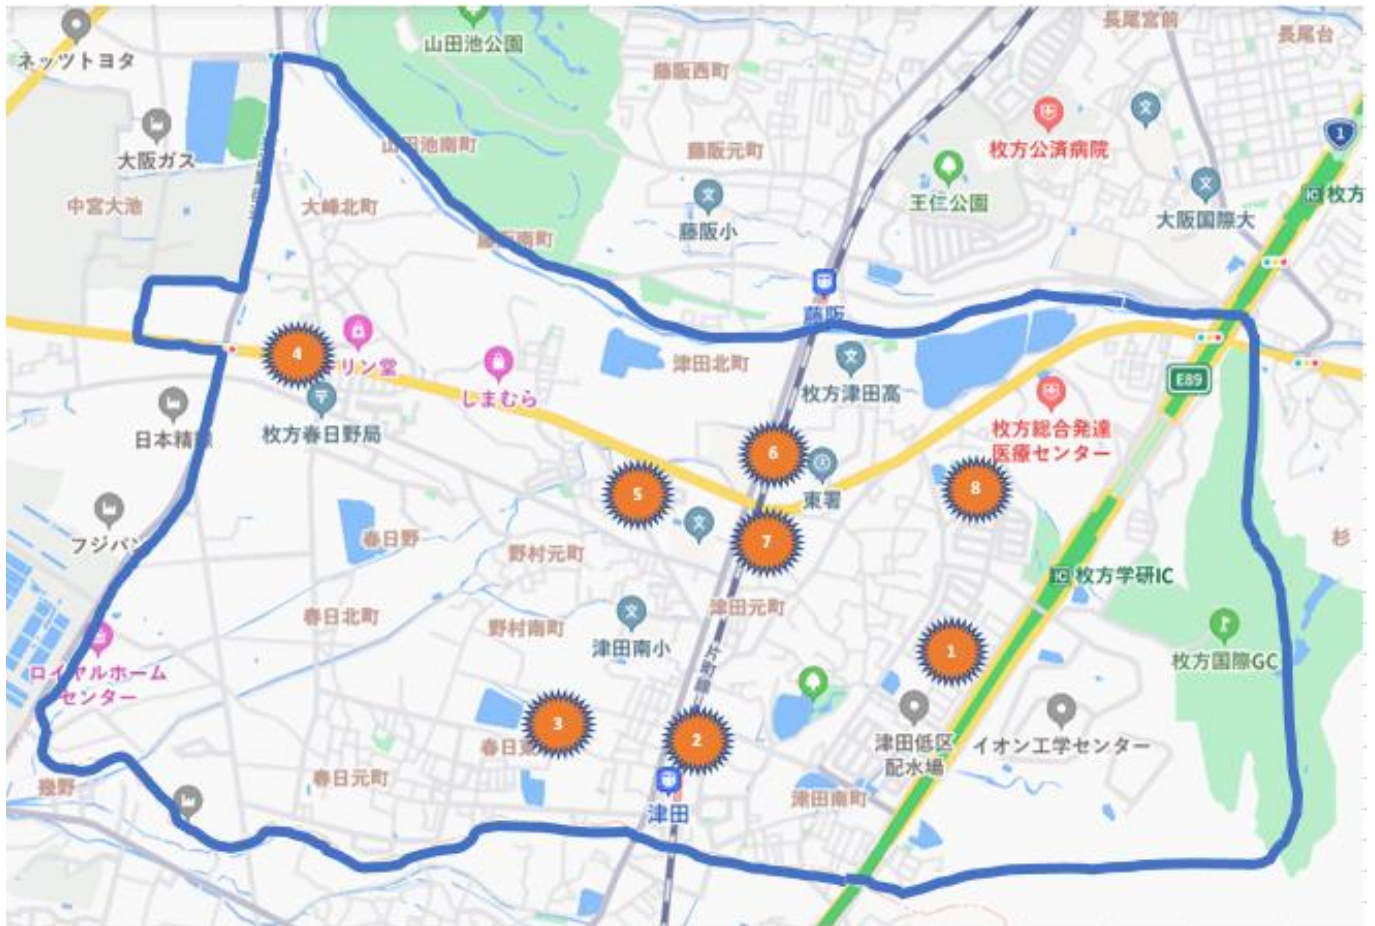 長尾宮前
長尾台
山田池公園
ネッツトヨタ
藤阪西町
1
枚方公済病院
山田池南町
藤阪元町
大阪ガス
枚方
王仁公園
中宮大池
大峰北町
大阪国際大
藤阪小
藤阪南町
藤阪
4
リン堂
津田北町
E89
枚方津田高
しまむら
枚方総合発達
医療センター
枚方春日野局
日本精
6
東署
5
8
フジパン
春日野
7
杉
野村元町
IC 枚方学研IC
春日北町
津田元町
野村南町
津田南小
1
片町線
枚方国際GC
ロイヤルホーム
センター
3
2
津田低区
配水場
イオン工学センター
春日東
春日元町
津田南町
津田